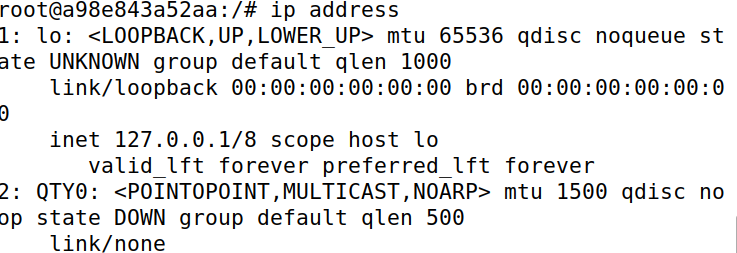 root@a98e843a52aa:/# ip address
1: lo: <LOOPBACK,UP,LOWER_UP> mtu 65536 qdisc noqueue st
ate UNKNOWN group default qlen 1000
    link/loopback 00:00:00:00:00:00 brd 00:00:00:00:00:0
0
    inet 127.0.0.1/8 scope host lo
       valid_lft forever preferred_lft forever
2: QTY0: <POINTOPOINT,MULTICAST,NOARP> mtu 1500 qdisc no
op state DOWN group default qlen 500
    link/none